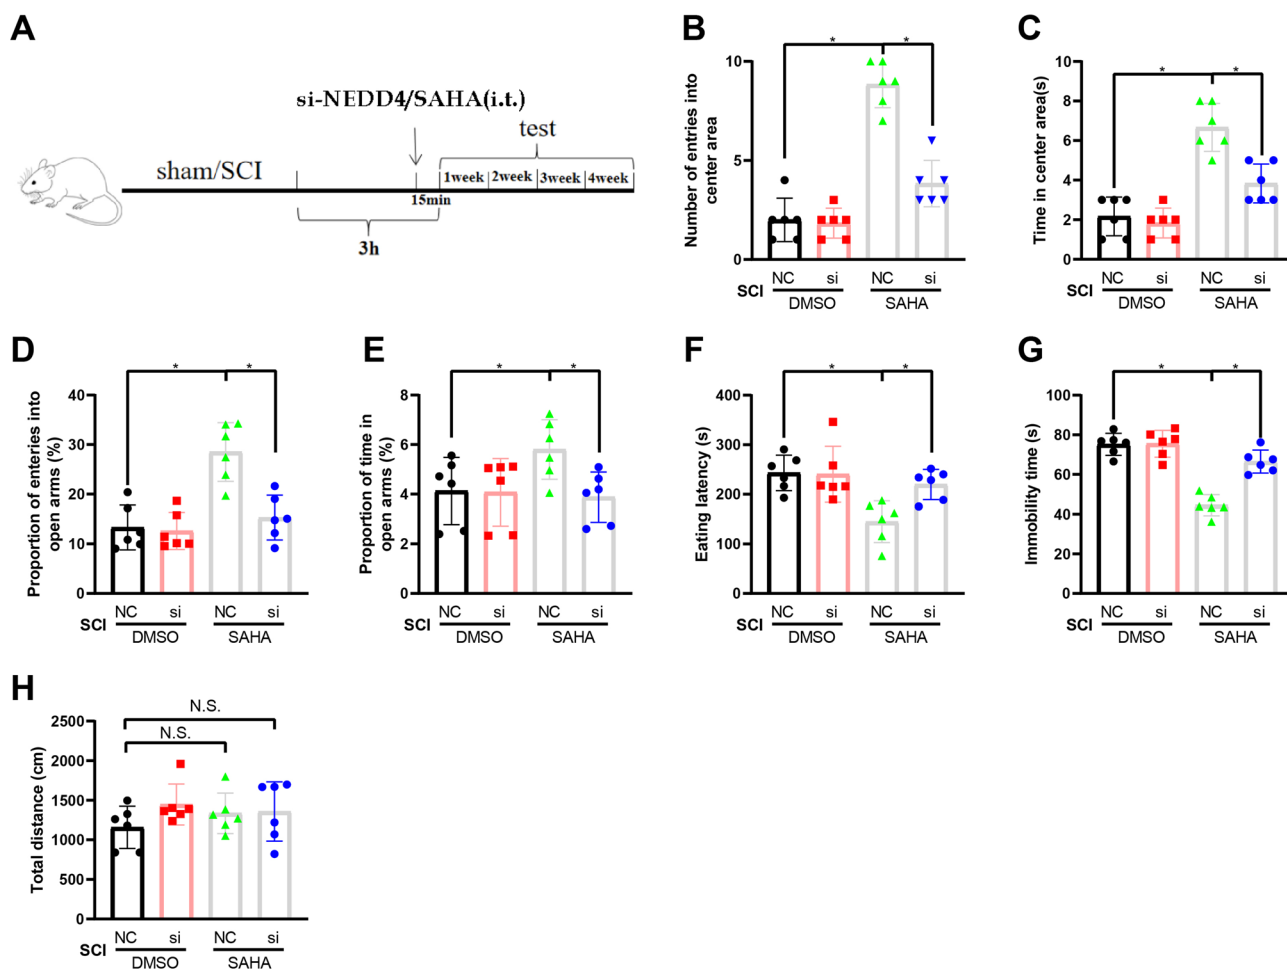 A
si-NEDD4/SAHA(i.t.)
test
sham/SCI
1week 2week 3week 4week
15min
3h
B
* *
Number of entries into
center area
10
5
0
NC si NC si
SCI
DMSO SAHA
C
* *
Time in center area(s)
10
8
6
4
2
0
NC si NC si
SCI
DMSO SAHA
D
* *
Proportion of enteries into
open arms (%)
40
30
20
10
0
NC si NC si
SCI
DMSO SAHA
E
* *
Proportion of time in
open arms (%)
8
6
4
2
0
NC si NC si
SCI
DMSO SAHA
F
* *
Eating latency (s)
400
300
200
100
0
NC si NC si
SCI
DMSO SAHA
G
* *
Immobility time (s)
100
80
60
40
20
0
NC si NC si
SCI
DMSO SAHA
H
N.S.
N.S.
Total distance (cm)
2500
2000
1500
1000
500
0
NC si NC si
SCI
DMSO SAHA